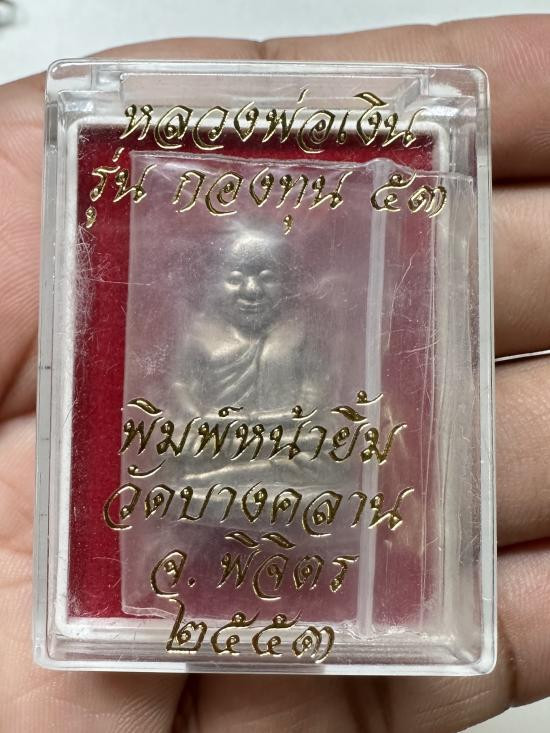 หลวงพ่อเงิน
รุ่น กองทุน ๕๓
พิมพ์หน้ายิ้ม
วัดบางคลาน
จ. พิจิตร
๒๕๕๓